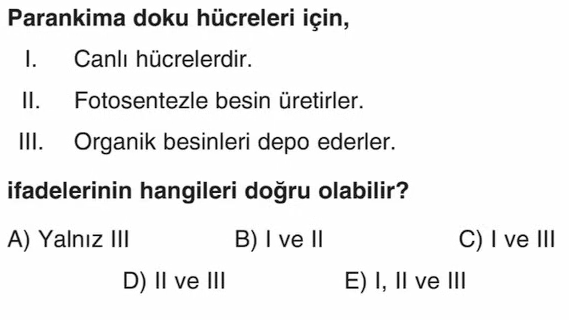 Parankima doku hücreleri için,
I. Canlı hücrelerdir.
II. Fotosentezle besin üretirler.
III. Organik besinleri depo ederler.
ifadelerinin hangileri doğru olabilir?
A) Yalnız III B) I ve II C) I ve III
D) II ve III E) I, II ve III